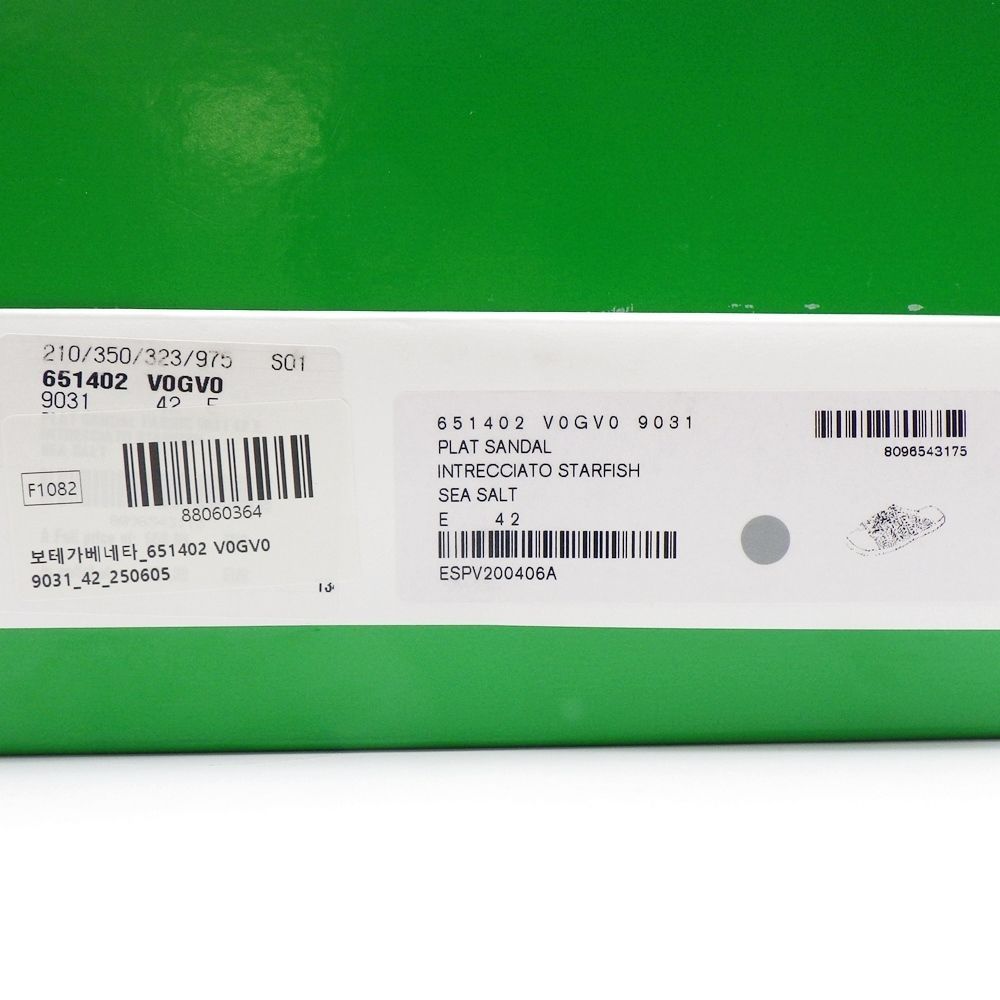 210/350/323/975 S01
651402 V0GV0
9031 42 E
F1082
88060364
보테가베네타_651402 V0GV0
9031_42_250605
651402 V0GV0 9031
PLAT SANDAL
INTRECCIATO STARFISH
SEA SALT
E 42
ESPV200406A
8096543175